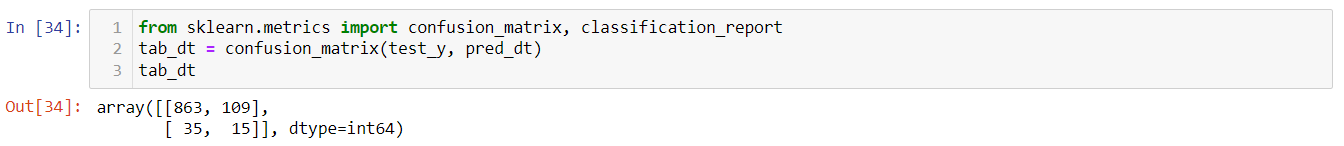 In [34]:
1 from sklearn.metrics import confusion_matrix, classification_report
2 tab_dt = confusion_matrix(test_y, pred_dt)
3 tab_dt
Out[34]: array([[863, 109],
       [ 35,  15]], dtype=int64)